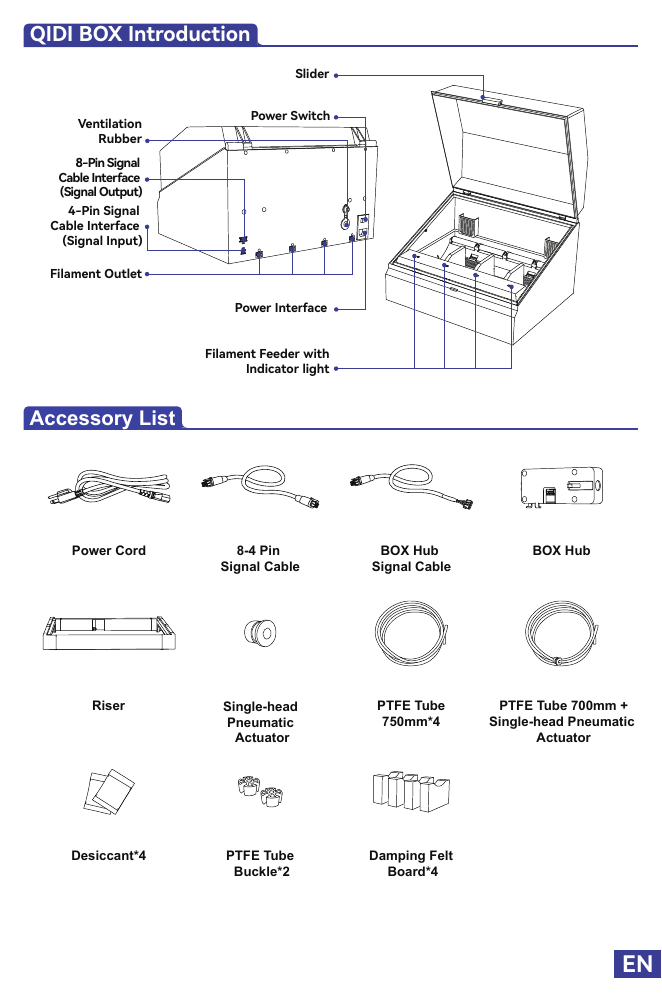 QIDI BOX Introduction
Slider
Power Switch
Ventilation
Rubber
8-Pin Signal
Cable Interface
(Signal Output)
4-Pin Signal
Cable Interface
(Signal Input)
Filament Outlet
Power Interface
Filament Feeder with
Indicator light
Accessory List
Power Cord
8-4 Pin
Signal Cable
BOX Hub
Signal Cable
BOX Hub
Riser
Single-head
Pneumatic
Actuator
PTFE Tube
750mm*4
PTFE Tube 700mm +
Single-head Pneumatic
Actuator
Desiccant*4
PTFE Tube
Buckle*2
Damping Felt
Board*4
EN